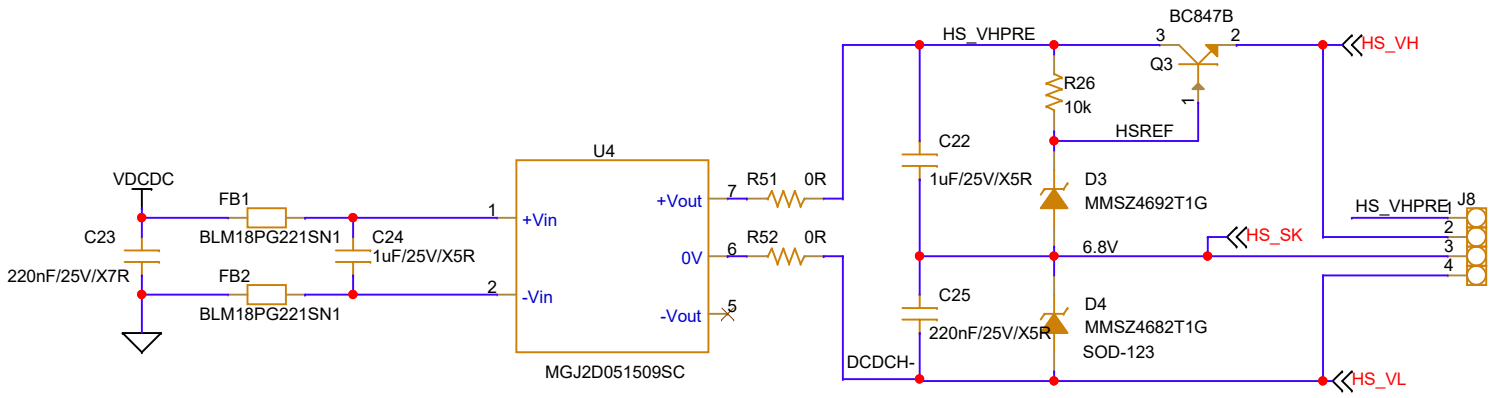 BC847B
3
2
HS_VHPRE
HS_VH
Q3
R26
10k
1
HSREF
C22
1uF/25V/X5R
U4
VDCDC
R51
0R
7
+Vout
D3
MMSZ4692T1G
FB1
BLM18PG221SN1
1
+Vin
HS_VHPRE
J8
1
2
3
4
C23
220nF/25V/X7R
C24
1uF/25V/X5R
R52
0R
6
0V
6.8V
HS_SK
FB2
BLM18PG221SN1
2
-Vin
C25
220nF/25V/X5R
D4
MMSZ4682T1G
SOD-123
-Vout
5
DCDCH-
MGJ2D051509SC
HS_VL